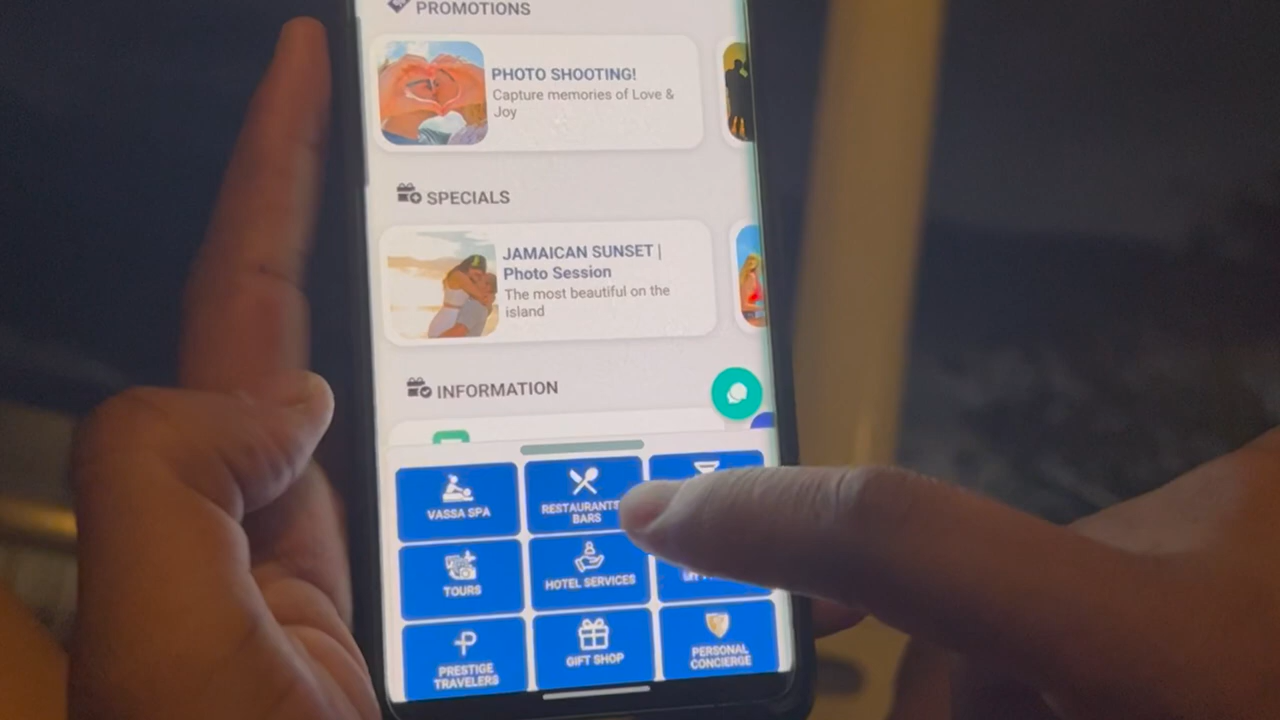 PROMOTIONS
PHOTO SHOOTING!
Capture memories of Love &
Joy
SPECIALS
JAMAICAN SUNSET |
Photo Session
The most beautiful on the
island
INFORMATION
VASSA SPA
RESTAURANTS
BARS
TOURS
HOTEL SERVICES
PRESTIGE
TRAVELERS
GIFT SHOP
PERSONAL
CONCIERGE